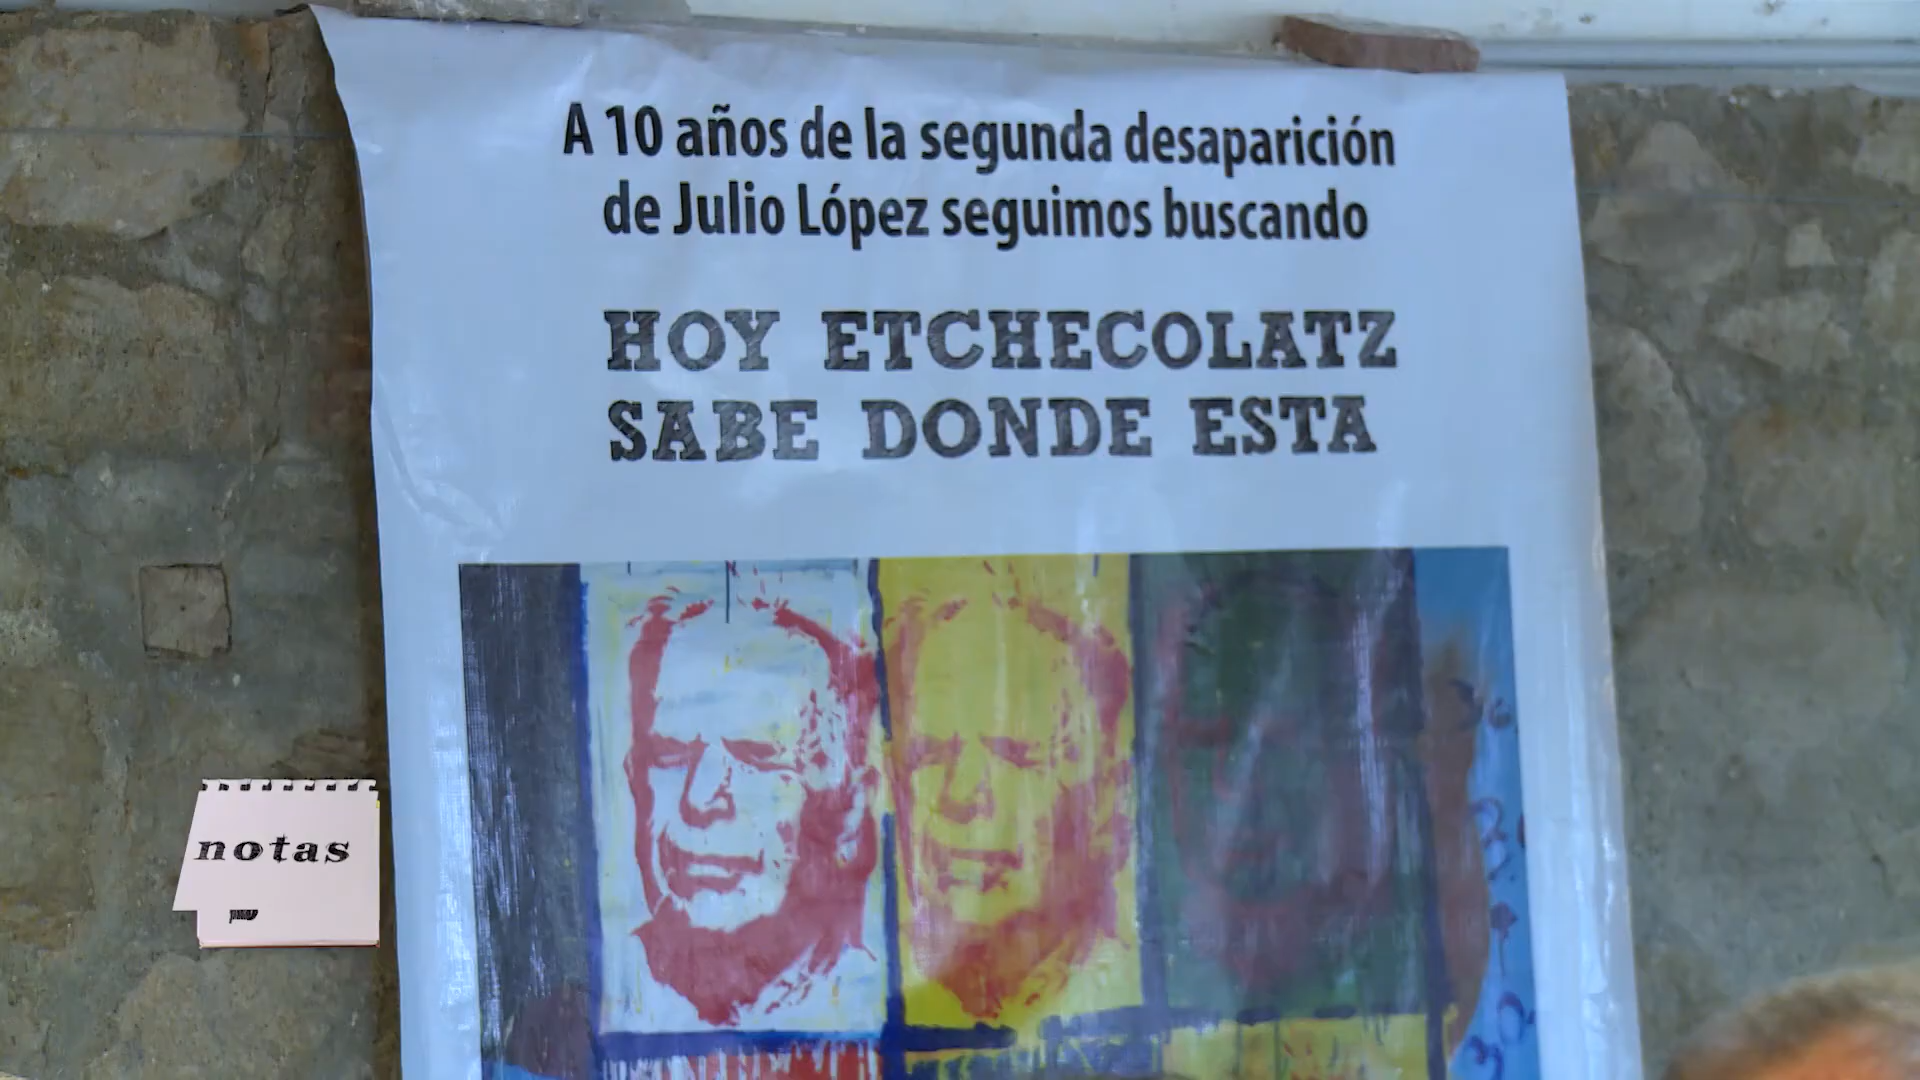 A 10 años de la segunda desaparición
de Julio López seguimos buscando
HOY ETCHECOLATZ
SABE DONDE ESTA
notas